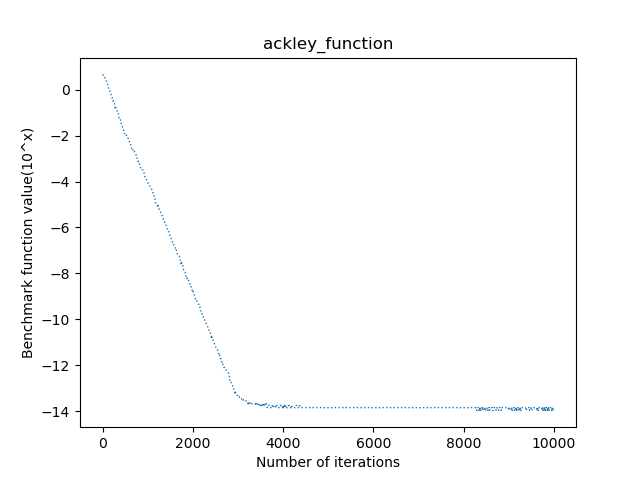 ackley_function
Benchmark function value(10^x)
0
−2
−4
−6
−8
−10
−12
−14
0 2000 4000 6000 8000 10000
Number of iterations